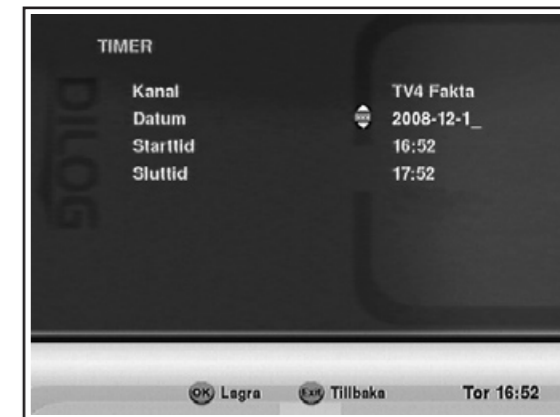 TIMER
Kanal TV4 Fakta
Datum 2008-12-1_
Starttid 16:52
Sluttid 17:52
DILOG
OK Lagra Exit Tillbaka Tor 16:52